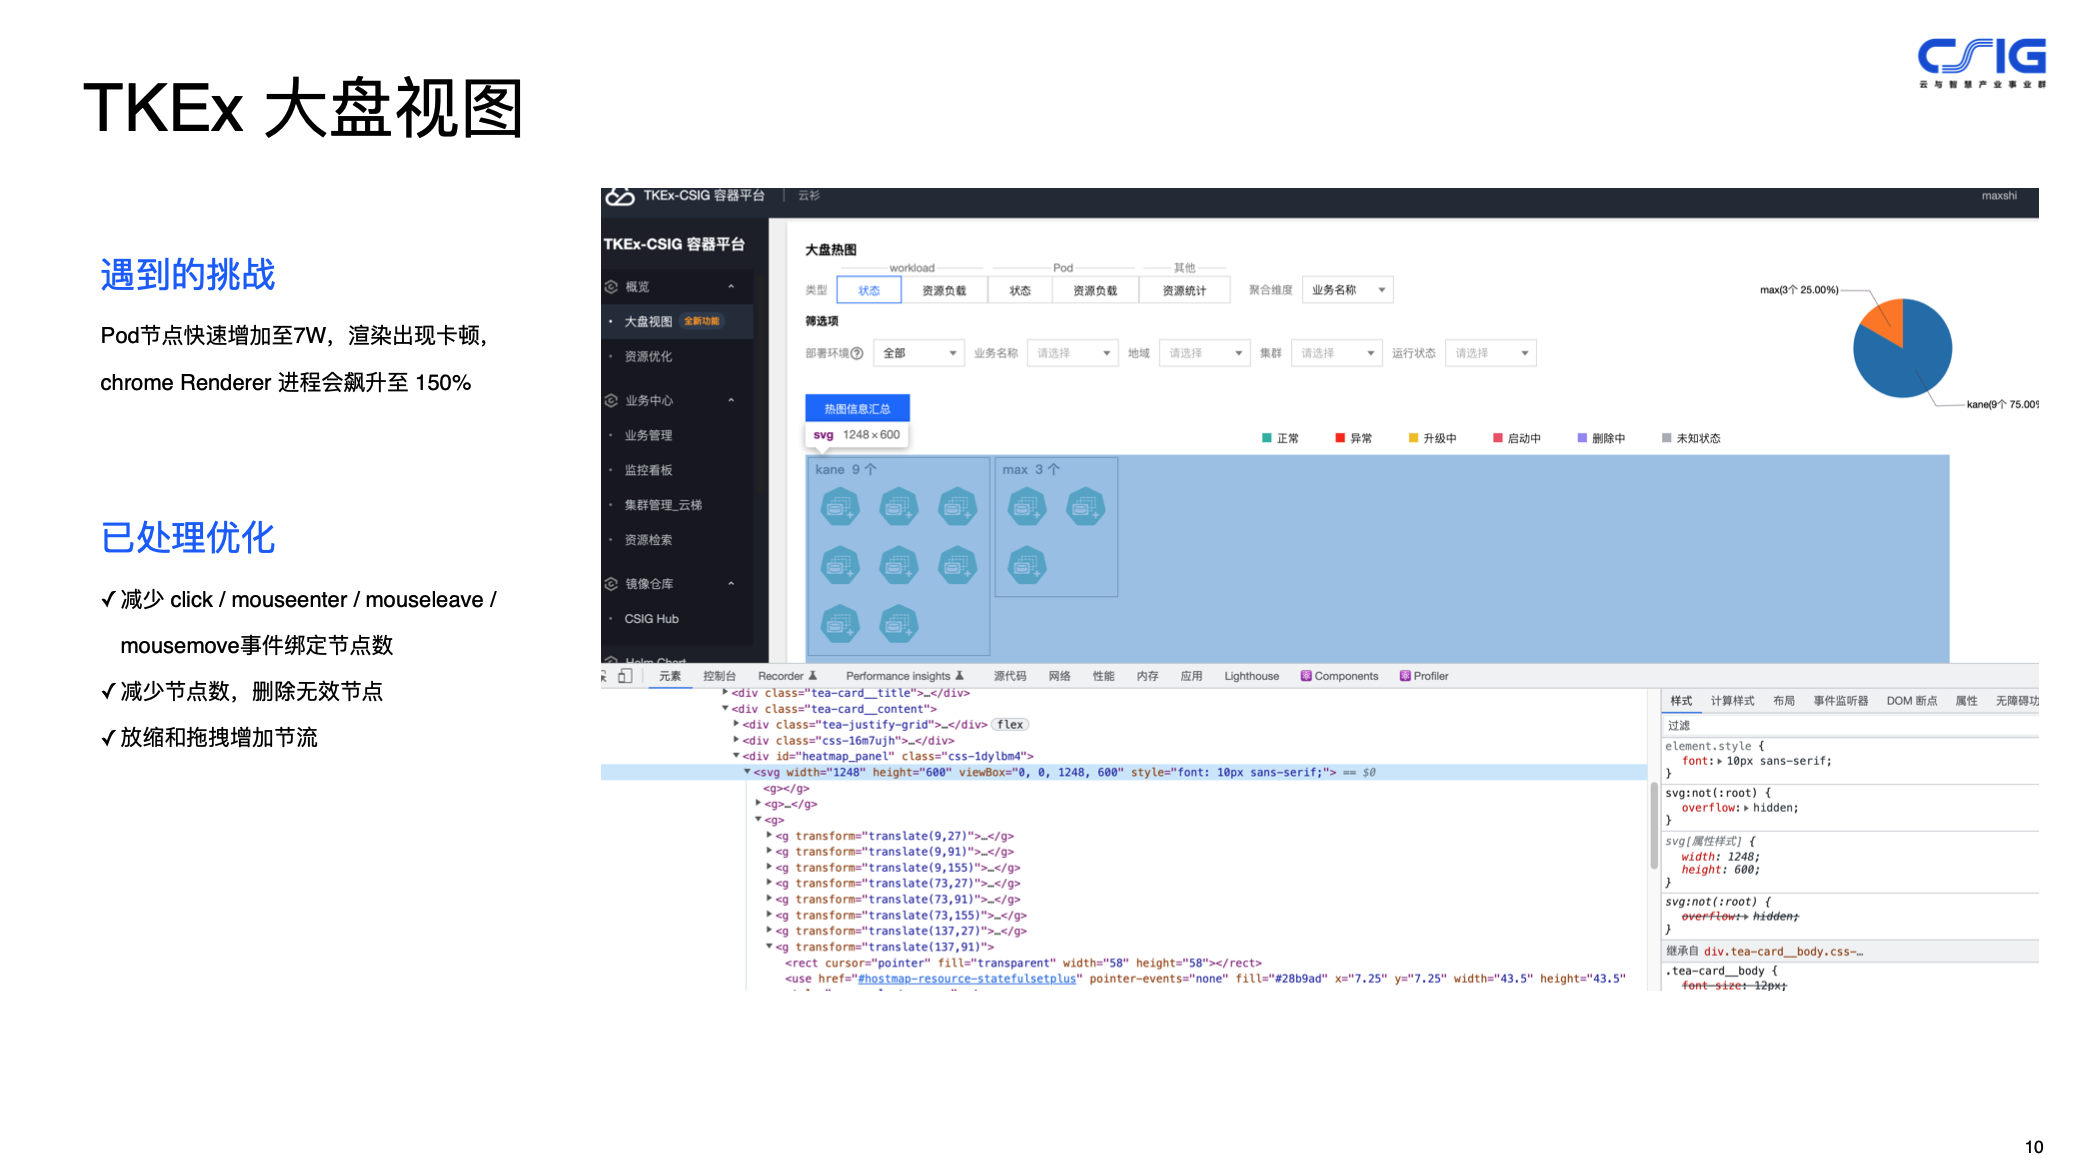 CSIG
云与智慧产业事业群
TKEx 大盘视图
遇到的挑战
Pod节点快速增加至7W，渲染出现卡顿，
chrome Renderer 进程会飙升至 150%
已处理优化
✓减少 click / mouseenter / mouseleave /
mousemove事件绑定节点数
✓减少节点数，删除无效节点
✓放缩和拖拽增加节流
TKEx-CSIG 容器平台 | 云衫
maxshi
TKEx-CSIG 容器平台
概览
大盘视图 全新功能
资源优化
业务中心
业务管理
监控看板
集群管理_云梯
资源检索
镜像仓库
CSIG Hub
Helm Chart
大盘热图
workload Pod 其他
类型 状态 资源负载 状态 资源负载 资源统计 聚合维度 业务名称
筛选项
部署环境 全部 业务名称 请选择 地域 请选择 集群 请选择 运行状态 请选择
max(3个 25.00%)
kane(9个 75.00%
热图信息汇总
svg 1248×600
正常 异常 升级中 启动中 删除中 未知状态
kane 9 个 max 3 个
元素 控制台 Recorder Performance insights 源代码 网络 性能 内存 应用 Lighthouse Components Profiler
<div class="tea-card__title">…</div>
<div class="tea-card__content">
<div class="tea-justify-grid">…</div> flex
<div class="css-16m7ujh">…</div>
<div id="heatmap_panel" class="css-1dylbm4">
<svg width="1248" height="600" viewBox="0, 0, 1248, 600" style="font: 10px sans-serif;"> == $0
<g></g>
<g>…</g>
<g>
<g transform="translate(9,27)">…</g>
<g transform="translate(9,91)">…</g>
<g transform="translate(9,155)">…</g>
<g transform="translate(73,27)">…</g>
<g transform="translate(73,91)">…</g>
<g transform="translate(73,155)">…</g>
<g transform="translate(137,27)">…</g>
<g transform="translate(137,91)">
<rect cursor="pointer" fill="transparent" width="58" height="58"></rect>
<use href="#hostmap-resource-statefulsetplus" pointer-events="none" fill="#28b9ad" x="7.25" y="7.25" width="43.5" height="43.5"
样式 计算样式 布局 事件监听器 DOM 断点 属性 无障碍功
过滤
element.style {
font: 10px sans-serif;
}
svg:not(:root) {
overflow: hidden;
}
svg[属性样式] {
width: 1248;
height: 600;
}
svg:not(:root) {
overflow: hidden;
}
继承自 div.tea-card__body.css-…
.tea-card__body {
font-size: 12px;
10